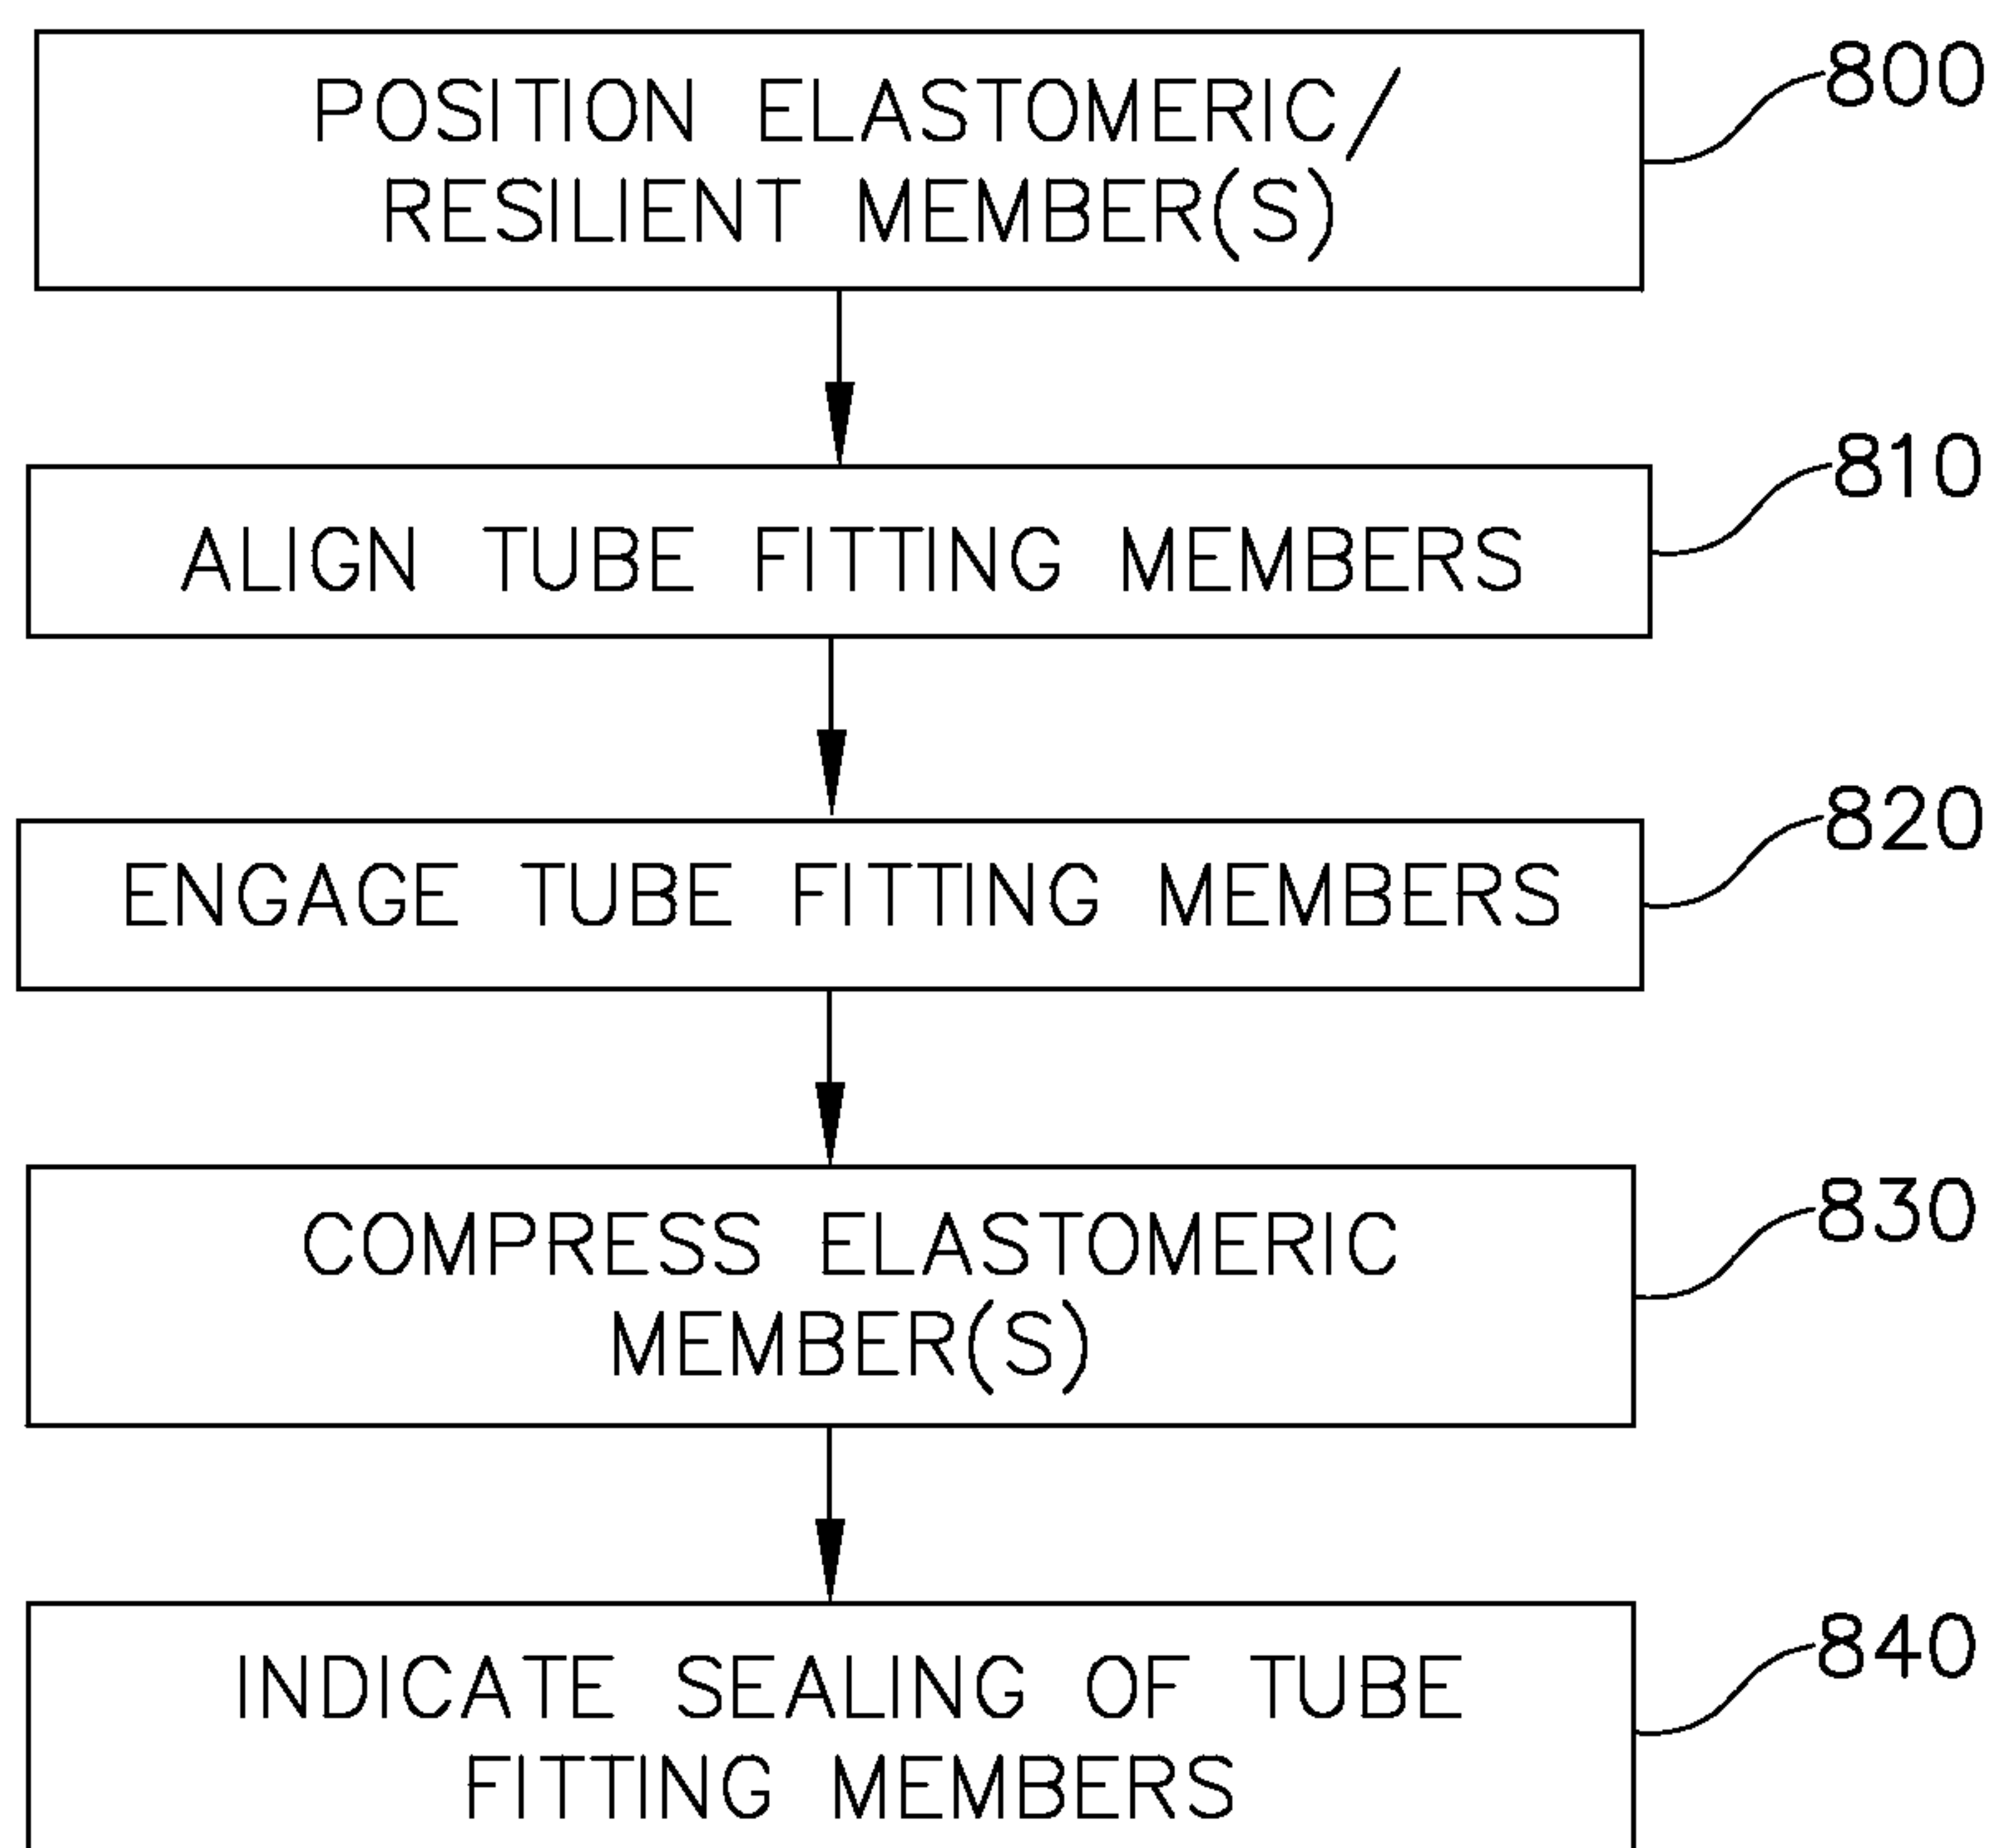 POSITION ELASTOMERIC/
RESILIENT MEMBER(S)
800
ALIGN TUBE FITTING MEMBERS
810
ENGAGE TUBE FITTING MEMBERS
820
COMPRESS ELASTOMERIC
MEMBER(S)
830
INDICATE SEALING OF TUBE
FITTING MEMBERS
840